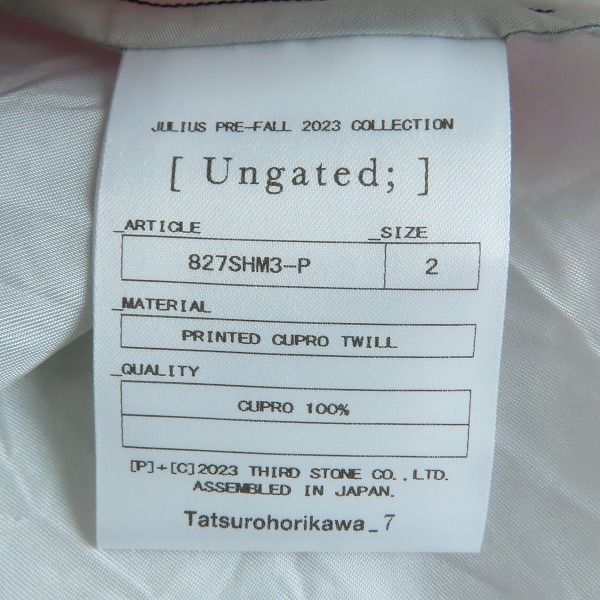 JULIUS PRE-FALL 2023 COLLECTION
[ Ungated; ]
_ARTICLE _SIZE
827SHM3-P 2
_MATERIAL
PRINTED CUPRO TWILL
_QUALITY
CUPRO 100%
[P]+[C]2023 THIRD STONE CO.,LTD.
ASSEMBLED IN JAPAN.
Tatsurohorikawa_7